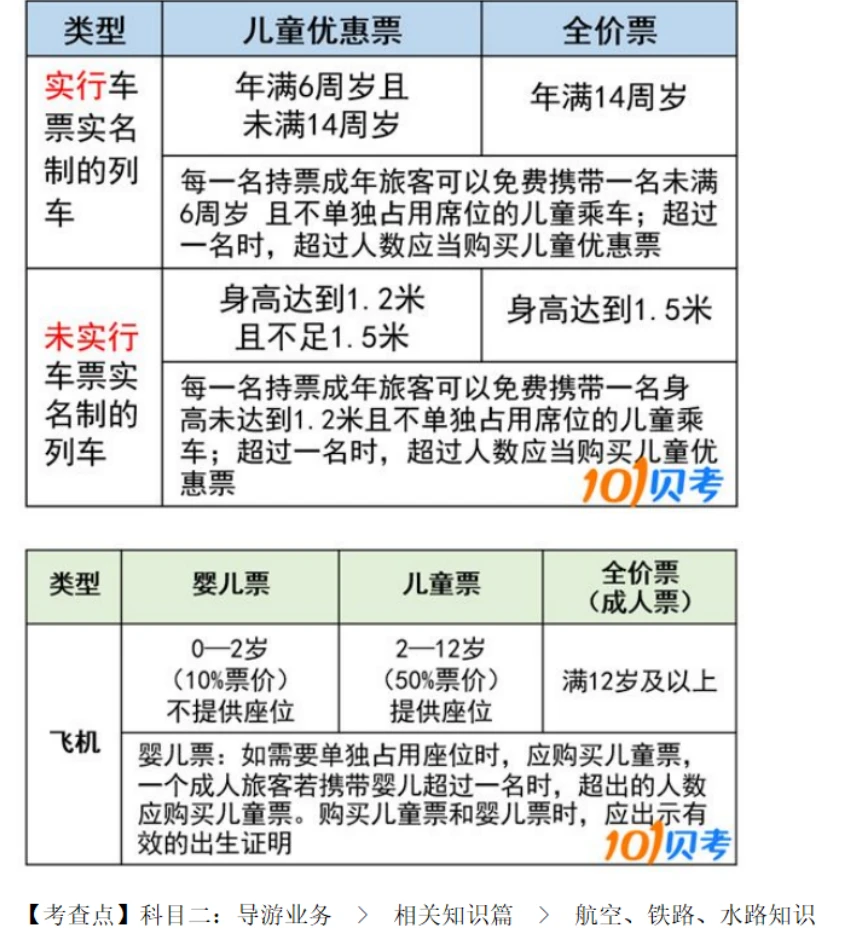 类型
儿童优惠票
全价票
实行车
票实名
制的列
车
年满6周岁且
未满14周岁
年满14周岁
每一名持票成年旅客可以免费携带一名未满
6周岁 且不单独占用席位的儿童乘车；超过
一名时，超过人数应当购买儿童优惠票
未实行
车票实
名制的
列车
身高达到1.2米
且不足1.5米
身高达到1.5米
每一名持票成年旅客可以免费携带一名身
高未达到1.2米且不单独占用席位的儿童乘
车；超过一名时，超过人数应当购买儿童优
惠票
101贝考
类型
婴儿票
儿童票
全价票
（成人票）
飞机
0—2岁
（10%票价）
不提供座位
2—12岁
（50%票价）
提供座位
满12岁及以上
婴儿票：如需要单独占用座位时，应购买儿童票，
一个成人旅客若携带婴儿超过一名时，超出的人数
应购买儿童票。购买儿童票和婴儿票时，应出示有
效的出生证明
101贝考
【考查点】科目二：导游业务 > 相关知识篇 > 航空、铁路、水路知识